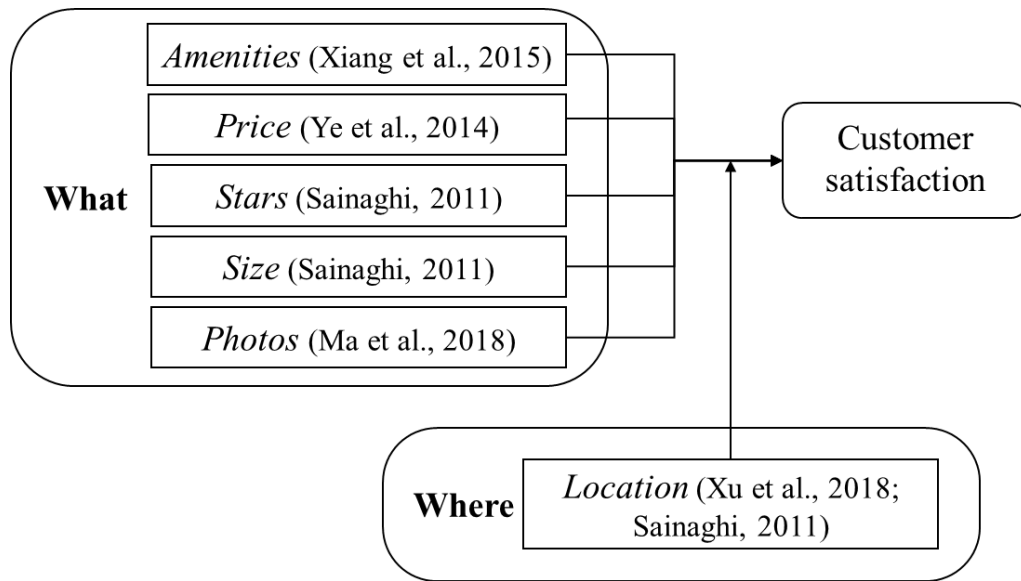 Amenities (Xiang et al., 2015)
Price (Ye et al., 2014)
What
Stars (Sainaghi, 2011)
Size (Sainaghi, 2011)
Photos (Ma et al., 2018)
Customer
satisfaction
Where
Location (Xu et al., 2018;
Sainaghi, 2011)